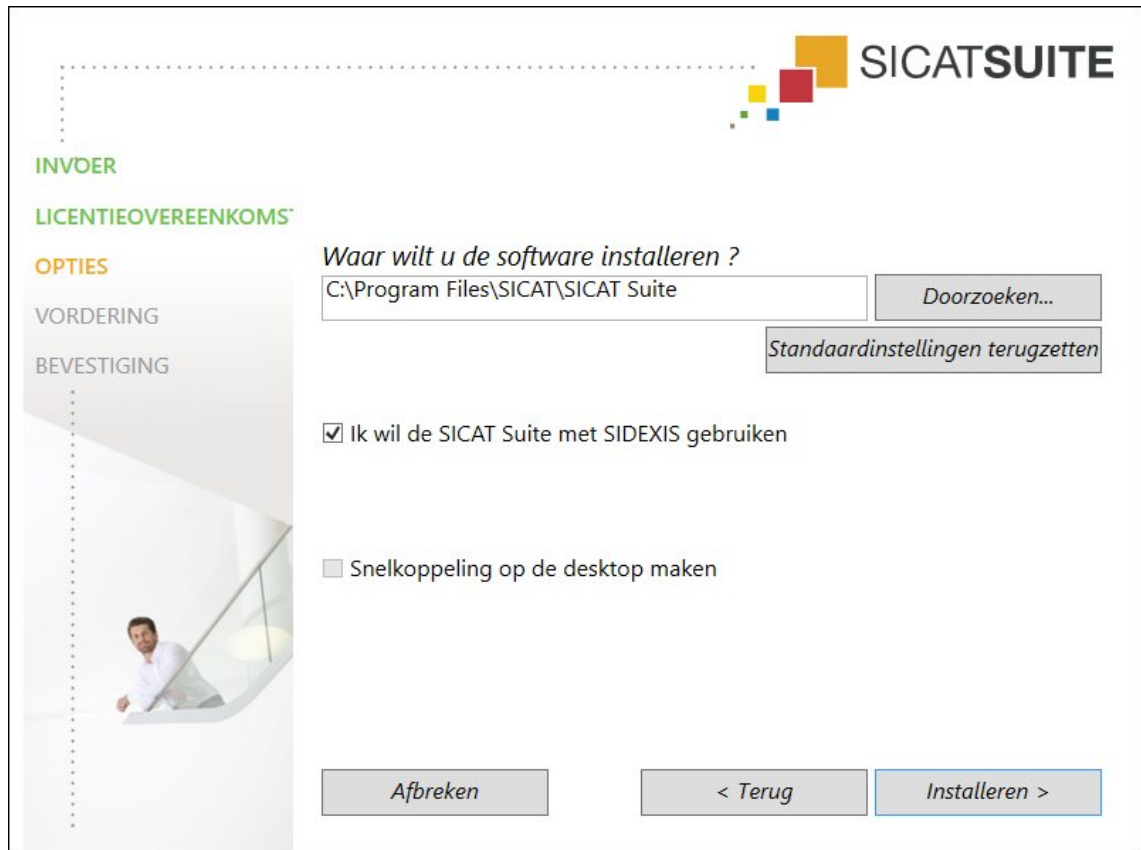 SICATSUITE
INVOER
LICENTIEOVEREENKOMS
OPTIES
VORDERING
BEVESTIGING
Waar wilt u de software installeren ?
C:\Program Files\SICAT\SICAT Suite
Doorzoeken...
Standaardinstellingen terugzetten
Ik wil de SICAT Suite met SIDEXIS gebruiken
Snelkoppeling op de desktop maken
Afbreken
< Terug
Installeren >